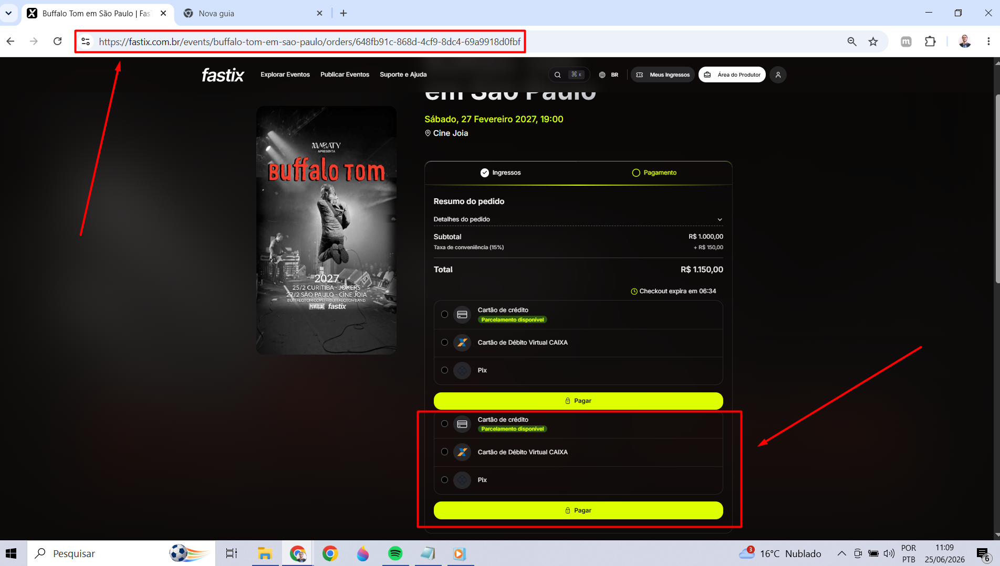 Buffalo Tom em São Paulo | Fas
Nova guia
https://fastix.com.br/events/buffalo-tom-em-sao-paulo/orders/648fb91c-868d-4cf9-8dc4-69a9918d0fbf
m
fastix
Explorar Eventos
Publicar Eventos
Suporte e Ajuda
⌘ K
BR
Meus Ingressos
Área do Produtor
em São Paulo
Sábado, 27 Fevereiro 2027, 19:00
Cine Joia
MABATY
APRESENTA
Buffalo Tom
2027
25/2 CURITIBA - JOKERS
27/2 SÃO PAULO - CINE JOIA
BUFFALOTOM.COM / @BUFFALOTOMBAND
fastix
Ingressos
Pagamento
Resumo do pedido
Detalhes do pedido
Subtotal
R$ 1.000,00
Taxa de conveniência (15%)
+ R$ 150,00
Total
R$ 1.150,00
Checkout expira em 06:34
Cartão de crédito
Parcelamento disponível
Cartão de Débito Virtual CAIXA
Pix
Pagar
Cartão de crédito
Parcelamento disponível
Cartão de Débito Virtual CAIXA
Pix
Pagar
Pesquisar
3
16°C Nublado
POR
PTB
11:09
25/06/2026
6